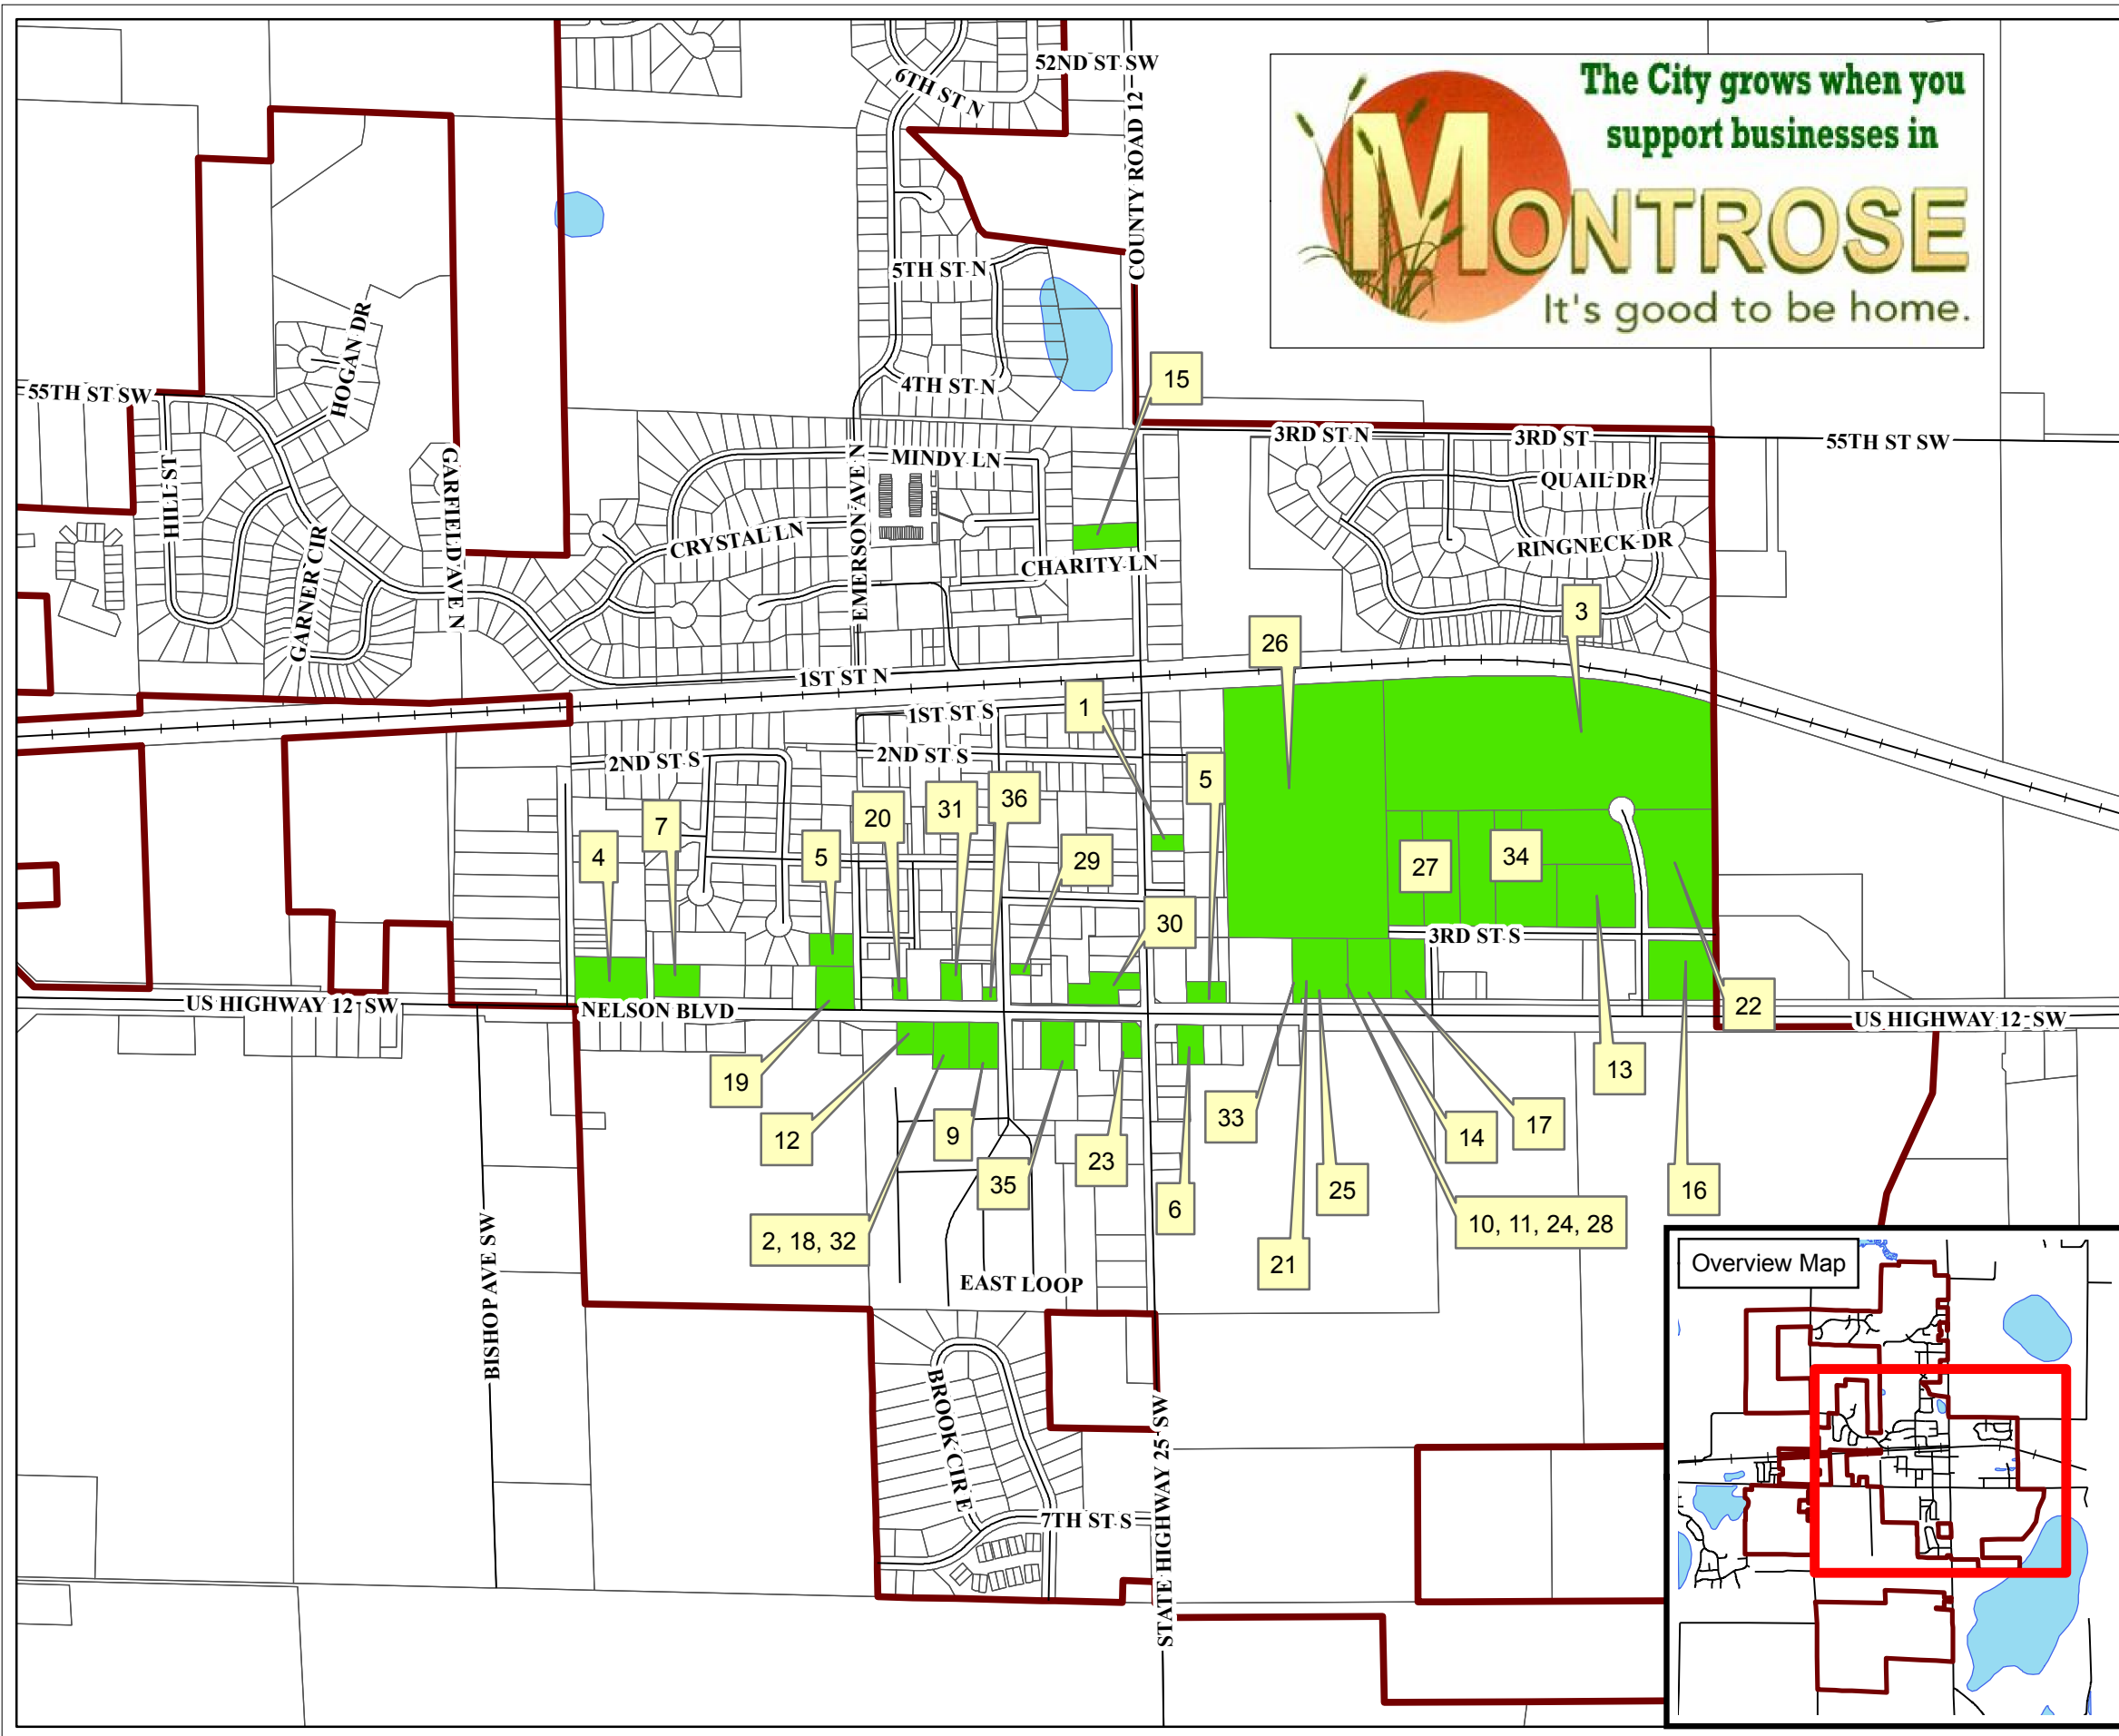 The City grows when you
support businesses in
MONTROSE
It's good to be home.
52ND ST SW
6TH ST N
COUNTY ROAD 12
5TH ST N
4TH ST N
15
55TH ST SW
HOGAN DR
3RD ST N
3RD ST
55TH ST SW
HILL ST
GARFIELD AVE N
EMERSON AVE N
MINDY LN
QUAIL DR
CRYSTAL LN
RINGNECK DR
GARNER CIR
CHARITY LN
3
26
1ST ST N
1
1ST ST S
2ND ST S
2ND ST S
5
36
31
20
7
4
5
29
27
34
30
3RD ST S
22
US HIGHWAY 12 SW
NELSON BLVD
US HIGHWAY 12 SW
19
12
9
35
23
6
33
14
17
13
25
16
2, 18, 32
21
10, 11, 24, 28
BISHOP AVE SW
EAST LOOP
Overview Map
BROOK CIR E
7TH ST S
STATE HIGHWAY 25 SW